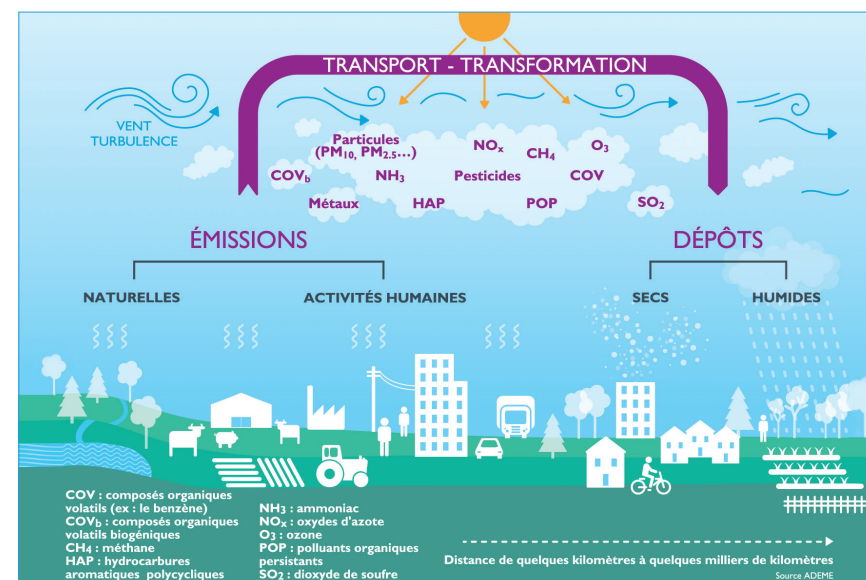 TRANSPORT - TRANSFORMATION
VENT
TURBULENCE
Particules
(PM10, PM2.5...)
NOx
CH4
O3
COVb
NH3
Pesticides
COV
Métaux
HAP
POP
SO2
ÉMISSIONS
DÉPÔTS
NATURELLES
ACTIVITÉS HUMAINES
SECS
HUMIDES
COV : composés organiques
volatils (ex : le benzène)
COVb : composés organiques
volatils biogéniques
CH4 : méthane
HAP : hydrocarbures
aromatiques polycycliques
NH3 : ammoniac
NOx : oxydes d'azote
O3 : ozone
POP : polluants organiques
persistants
SO2 : dioxyde de soufre
Distance de quelques kilomètres à quelques milliers de kilomètres
Source ADEME